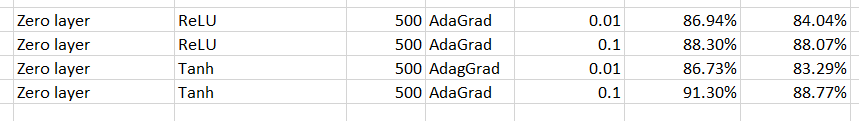 Zero layer ReLU 500 AdaGrad 0.01 86.94% 84.04%
Zero layer ReLU 500 AdaGrad 0.1 88.30% 88.07%
Zero layer Tanh 500 AdagGrad 0.01 86.73% 83.29%
Zero layer Tanh 500 AdaGrad 0.1 91.30% 88.77%